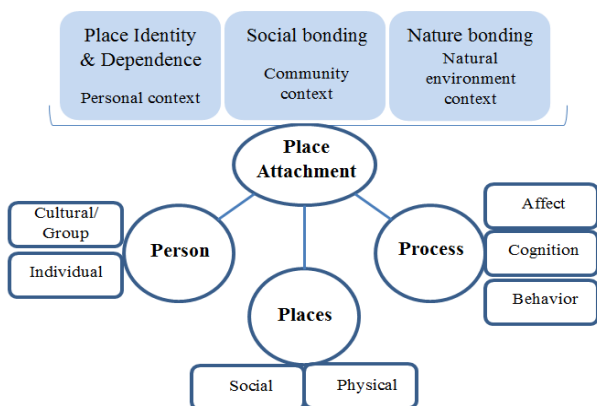 Place Identity
& Dependence
Personal context
Social bonding
Community
context
Nature bonding
Natural
environment
context
Place
Attachment
Cultural/
Group
Individual
Person
Process
Affect
Cognition
Behavior
Places
Social
Physical